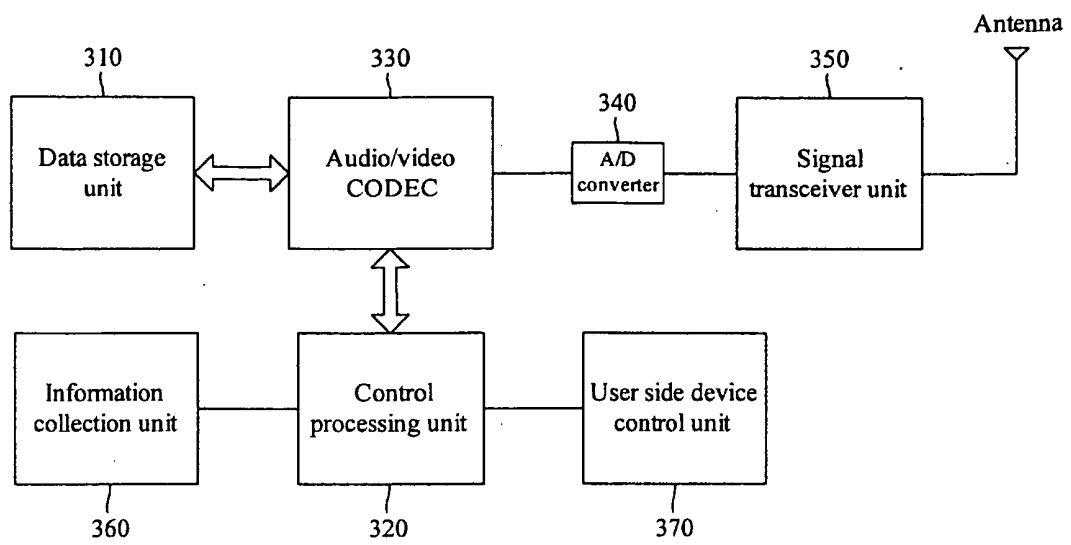 Antenna
310
330
340
350
Data storage
unit
Audio/video
CODEC
A/D
converter
Signal
transceiver unit
Information
collection unit
Control
processing unit
User side device
control unit
360
320
370